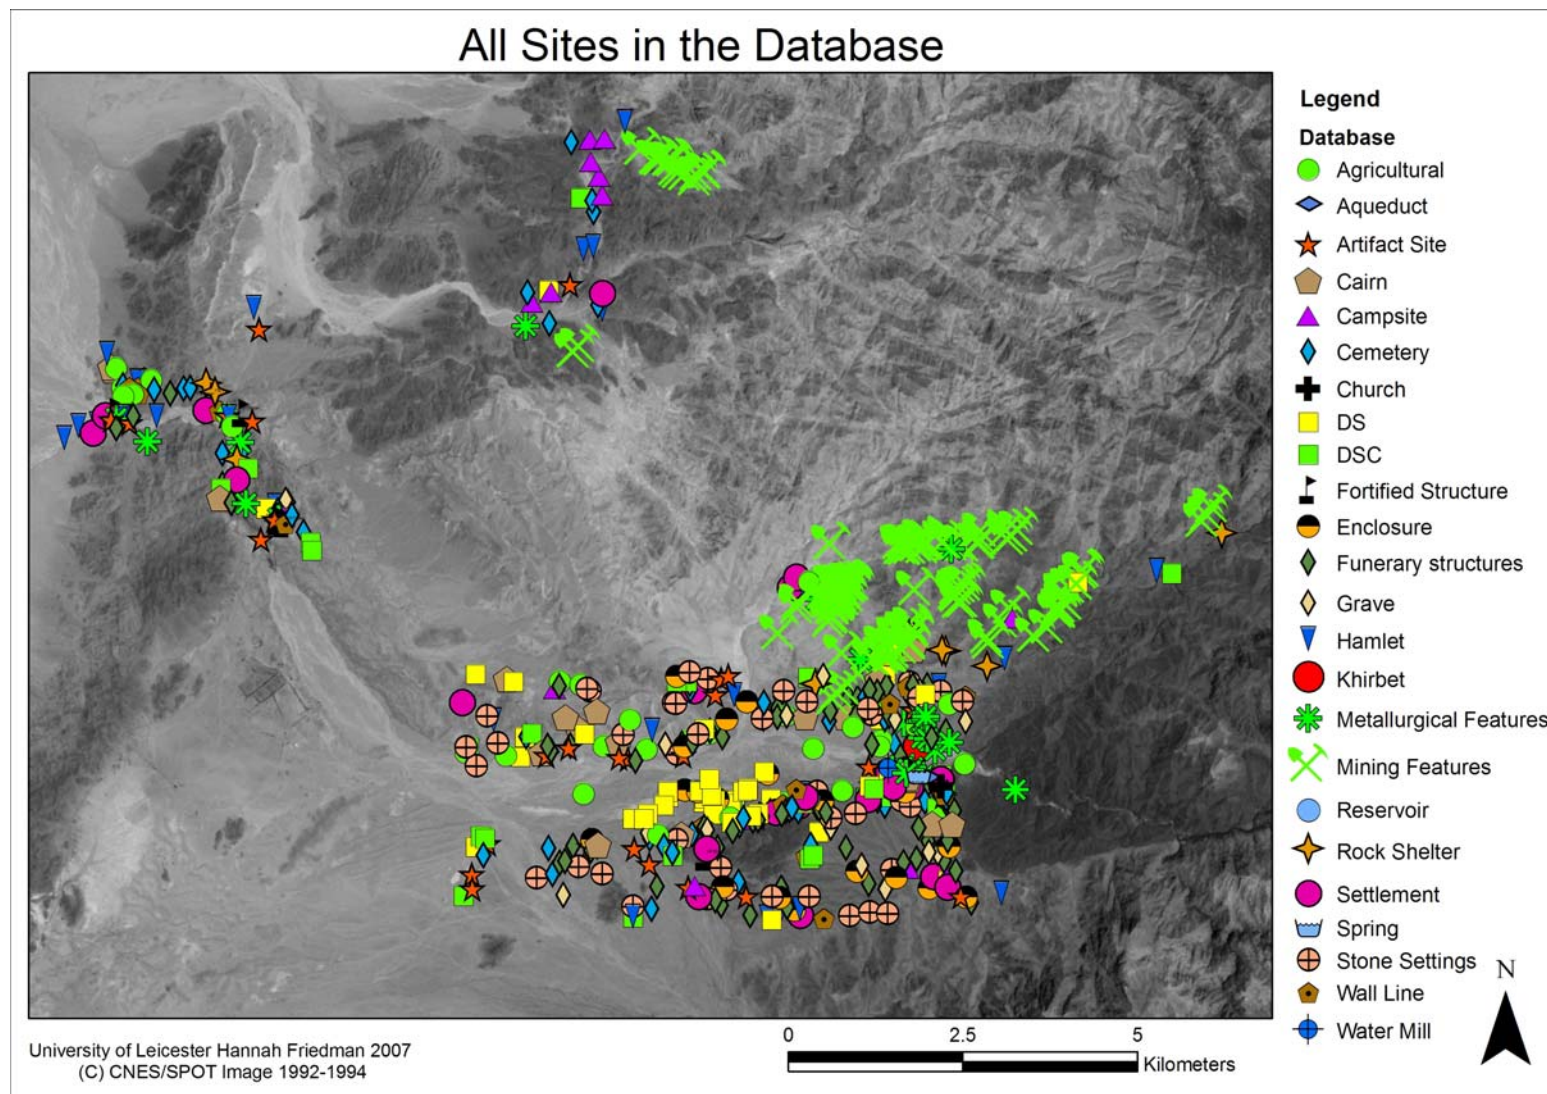 All Sites in the Database
Legend
Database
Agricultural
Aqueduct
Artifact Site
Cairn
Campsite
Cemetery
Church
DS
DSC
Fortified Structure
Enclosure
Funerary structures
Grave
Hamlet
Khirbet
Metallurgical Features
Mining Features
Reservoir
Rock Shelter
Settlement
Spring
Stone Settings
Wall Line
Water Mill
N
0 2.5 5
Kilometers
University of Leicester Hannah Friedman 2007
(C) CNES/SPOT Image 1992-1994